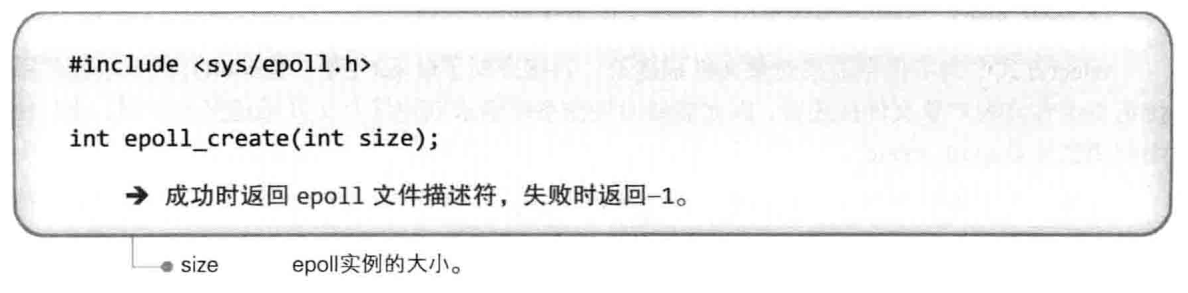 #include <sys/epoll.h>
int epoll_create(int size);
➔ 成功时返回 epoll 文件描述符，失败时返回–1。
size epoll实例的大小。